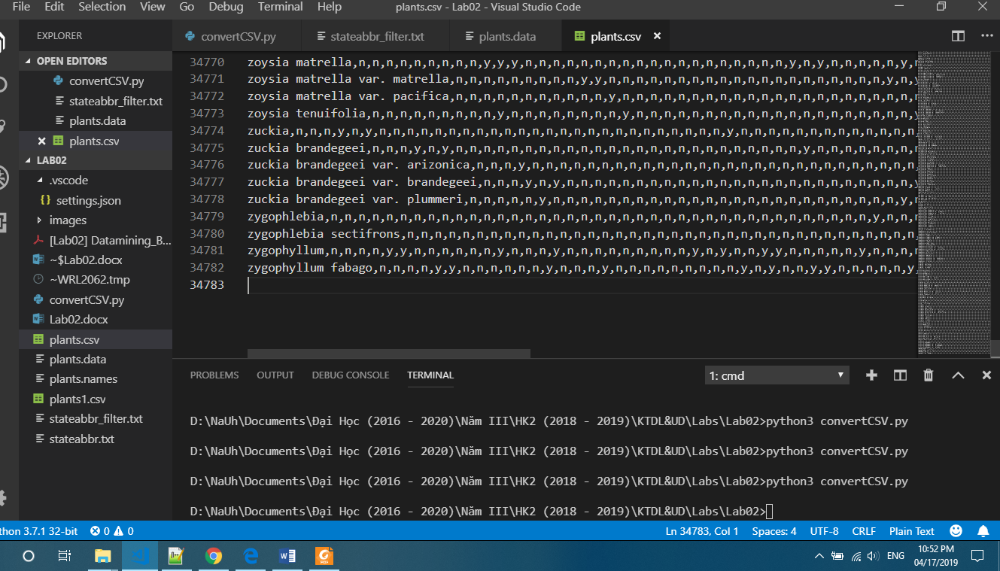 File Edit Selection View Go Debug Terminal Help plants.csv - Lab02 - Visual Studio Code
EXPLORER
OPEN EDITORS
convertCSV.py
stateabbr_filter.txt
plants.data
plants.csv
LAB02
.vscode
settings.json
images
[Lab02] Datamining_B...
~$Lab02.docx
~WRL2062.tmp
convertCSV.py
Lab02.docx
plants.csv
plants.data
plants.names
plants1.csv
stateabbr_filter.txt
stateabbr.txt
convertCSV.py stateabbr_filter.txt plants.data plants.csv
34770 zoysia matrella,n,n,n,n,n,n,n,n,n,y,y,y,n,n,n,n,n,n,n,n,n,n,n,n,n,n,n,n,n,n,n,y,n,y,n,n,n,n,n,y,n
34771 zoysia matrella var. matrella,n,n,n,n,n,n,n,n,n,y,y,n,n,n,n,n,n,n,n,n,n,n,n,n,n,n,n,n,n,n,y,n,y,
34772 zoysia matrella var. pacifica,n,n,n,n,n,n,n,n,n,n,n,y,n,n,n,n,n,n,n,n,n,n,n,n,n,n,n,n,n,n,n,n,n,n
34773 zoysia tenuifolia,n,n,n,n,n,n,n,n,n,y,n,n,n,n,n,n,n,n,y,n,n,n,n,n,n,n,n,n,n,n,n,n,n,n,n,n,n,n,n,y
34774 zuckia,n,n,n,y,n,y,n,n,n,n,n,n,n,n,n,n,n,n,n,n,n,n,n,n,n,n,n,n,n,n,n,y,n,n,n,n,n,n,n,n,n,n,n,n,n,
34775 zuckia brandegeei,n,n,n,y,n,y,n,n,n,n,n,n,n,n,n,n,n,n,n,n,n,n,n,n,n,n,n,n,n,n,n,y,n,n,n,n,n,n,n,n
34776 zuckia brandegeei var. arizonica,n,n,n,y,n,n,n,n,n,n,n,n,n,n,n,n,n,n,n,n,n,n,n,n,n,n,n,n,n,n,n,n,
34777 zuckia brandegeei var. brandegeei,n,n,n,y,n,y,n,n,n,n,n,n,n,n,n,n,n,n,n,n,n,n,n,n,n,n,n,n,n,n,n,y
34778 zuckia brandegeei var. plummeri,n,n,n,n,n,y,n,n,n,n,n,n,n,n,n,n,n,n,n,n,n,n,n,n,n,n,n,n,n,n,n,y,n
34779 zygophlebia,n,n,n,n,n,n,n,n,n,n,n,n,n,n,n,n,n,n,n,n,n,n,n,n,n,n,n,n,n,n,n,n,n,n,n,n,n,n,n,y,n,n,n
34780 zygophlebia sectifrons,n,n,n,n,n,n,n,n,n,n,n,n,n,n,n,n,n,n,n,n,n,n,n,n,n,n,n,n,n,n,n,n,n,n,n,n,n,
34781 zygophyllum,n,n,n,n,y,y,n,n,n,n,n,n,y,n,n,n,y,n,n,n,n,n,n,n,n,n,y,n,y,n,n,y,y,n,n,n,n,n,y,n,n,n,n
34782 zygophyllum fabago,n,n,n,n,y,y,n,n,n,n,n,n,y,n,n,n,y,n,n,n,n,n,n,n,n,n,y,n,y,n,n,y,y,n,n,n,n,n,y,
34783
PROBLEMS OUTPUT DEBUG CONSOLE TERMINAL 1: cmd
D:\NaUh\Documents\Đại Học (2016 - 2020)\Năm III\HK2 (2018 - 2019)\KTDL&UD\Labs\Lab02>python3 convertCSV.py
D:\NaUh\Documents\Đại Học (2016 - 2020)\Năm III\HK2 (2018 - 2019)\KTDL&UD\Labs\Lab02>python3 convertCSV.py
D:\NaUh\Documents\Đại Học (2016 - 2020)\Năm III\HK2 (2018 - 2019)\KTDL&UD\Labs\Lab02>python3 convertCSV.py
D:\NaUh\Documents\Đại Học (2016 - 2020)\Năm III\HK2 (2018 - 2019)\KTDL&UD\Labs\Lab02>
thon 3.7.1 32-bit 0 0 Ln 34783, Col 1 Spaces: 4 UTF-8 CRLF Plain Text
ENG 10:52 PM
04/17/2019